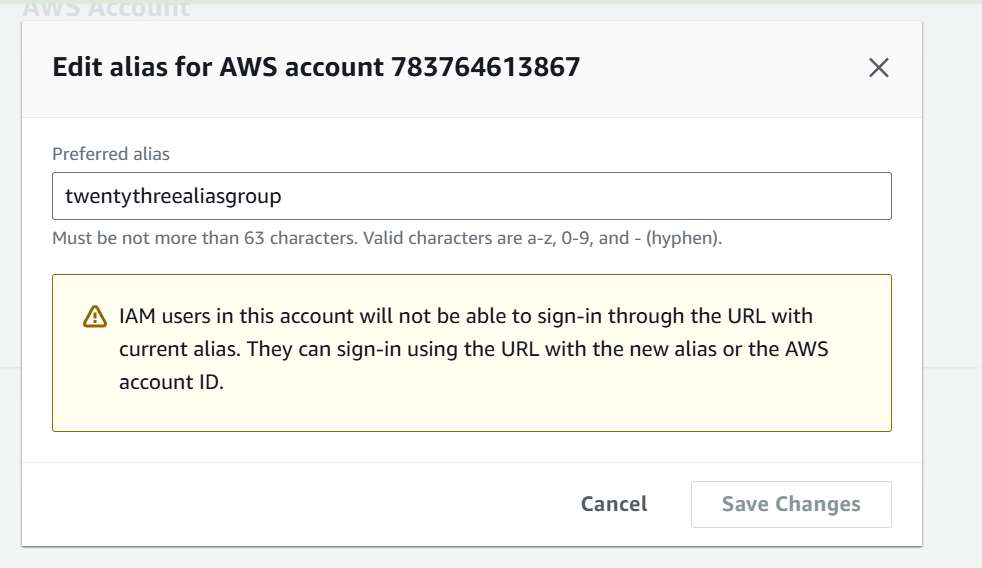 AWS Account
Edit alias for AWS account 783764613867
Preferred alias
twentythreealiasgroup
Must be not more than 63 characters. Valid characters are a-z, 0-9, and - (hyphen).
IAM users in this account will not be able to sign-in through the URL with
current alias. They can sign-in using the URL with the new alias or the AWS
account ID.
Cancel
Save Changes